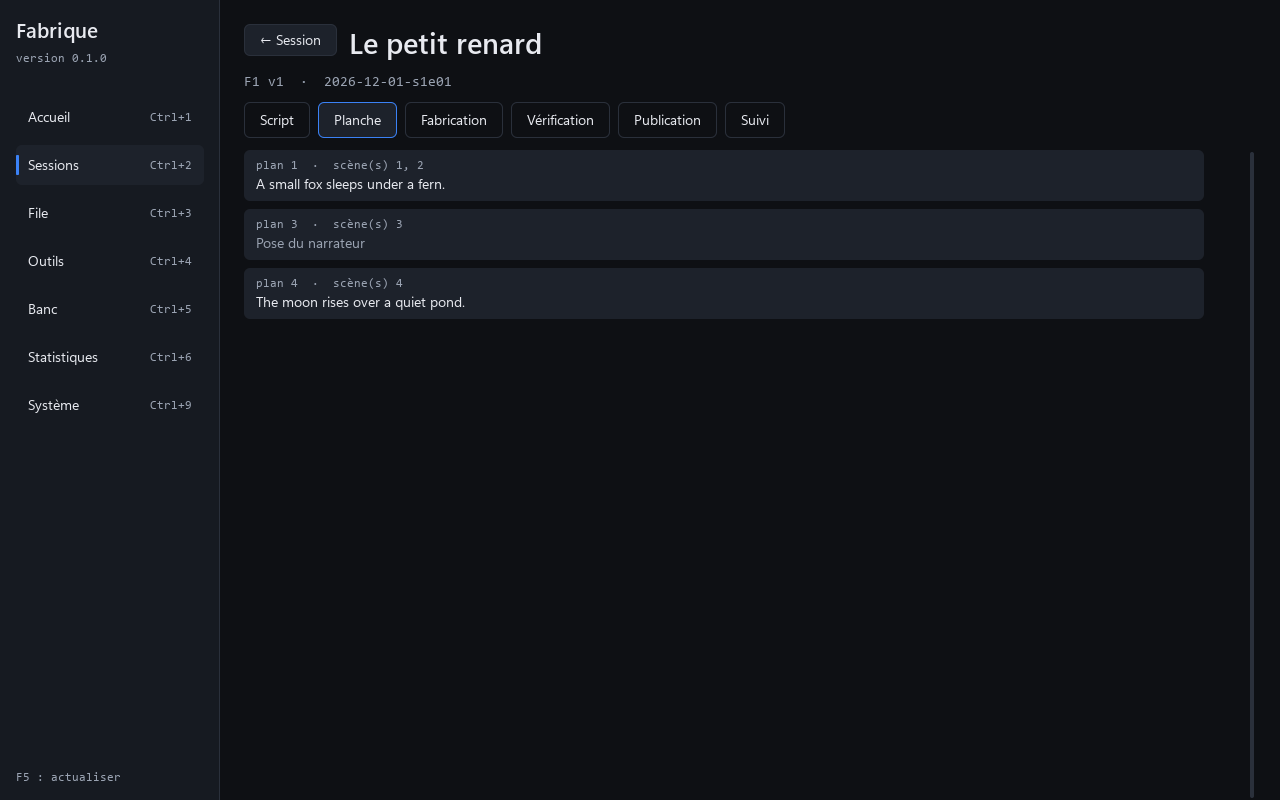 Fabrique
version 0.1.0
Accueil Ctrl+1
Sessions Ctrl+2
File Ctrl+3
Outils Ctrl+4
Banc Ctrl+5
Statistiques Ctrl+6
Système Ctrl+9
F5 : actualiser
← Session
Le petit renard
F1 v1 · 2026-12-01-s1e01
Script Planche Fabrication Vérification Publication Suivi
plan 1 · scène(s) 1, 2
A small fox sleeps under a fern.
plan 3 · scène(s) 3
Pose du narrateur
plan 4 · scène(s) 4
The moon rises over a quiet pond.